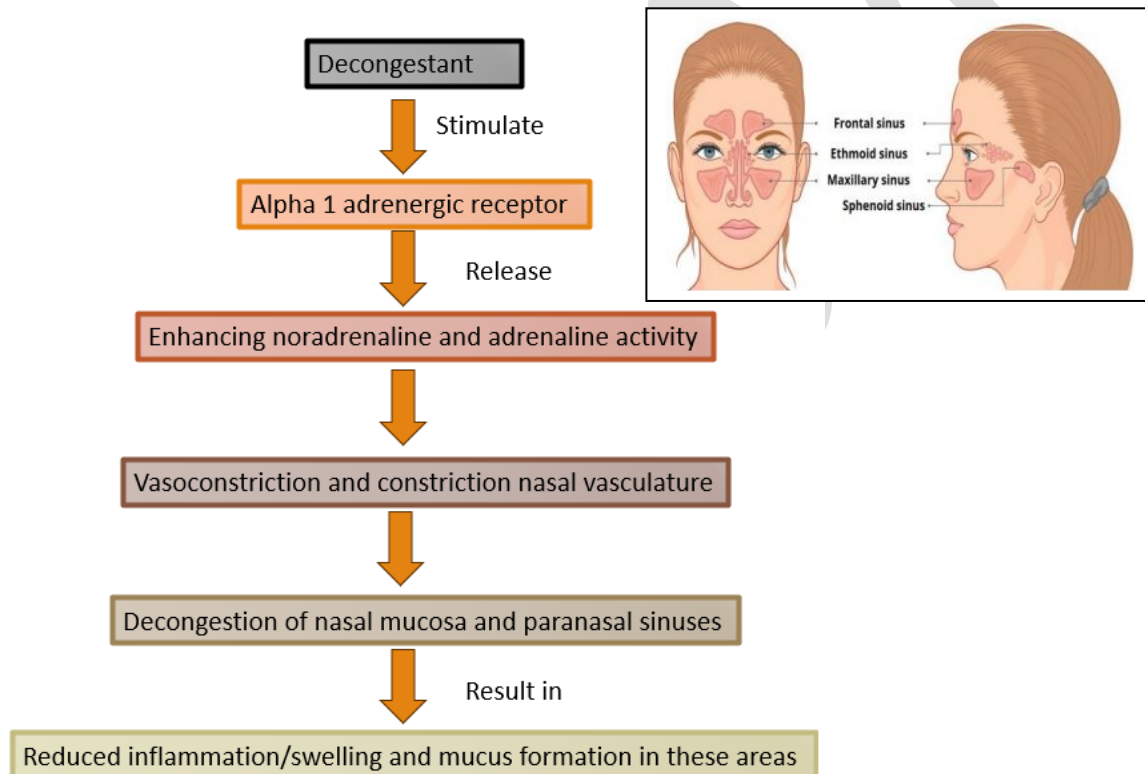 Decongestant
Stimulate
Alpha 1 adrenergic receptor
Release
Enhancing noradrenaline and adrenaline activity
Vasoconstriction and constriction nasal vasculature
Decongestion of nasal mucosa and paranasal sinuses
Result in
Reduced inflammation/swelling and mucus formation in these areas
Frontal sinus
Ethmoid sinus
Maxillary sinus
Sphenoid sinus